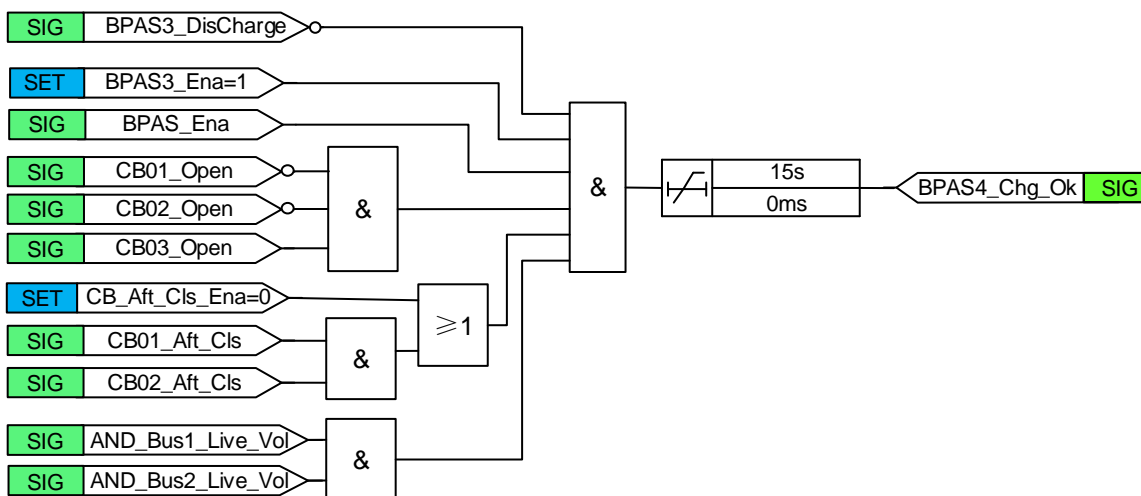 SIG BPAS3_DisCharge
SET BPAS3_Ena=1
SIG BPAS_Ena
SIG CB01_Open
SIG CB02_Open
SIG CB03_Open
&
&
15s
0ms
BPAS4_Chg_Ok SIG
SET CB_Aft_Cls_Ena=0
SIG CB01_Aft_Cls
SIG CB02_Aft_Cls
&
≥1
SIG AND_Bus1_Live_Vol
SIG AND_Bus2_Live_Vol
&